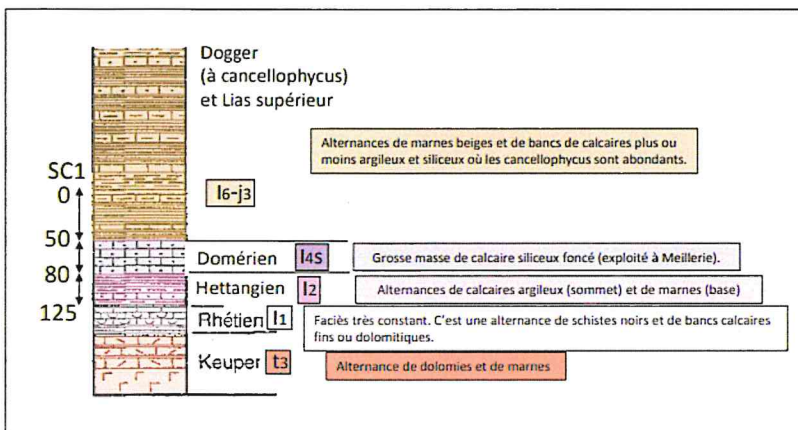 Dogger
(à cancellophycus)
et Lias supérieur
Alternances de marnes beiges et de bancs de calcaires plus ou
moins argileux et siliceux où les cancellophycus sont abondants.
SC1
0
l6-j3
50
Domérien l4s Grosse masse de calcaire siliceux foncé (exploité à Meillerie).
80
Hettangien l2 Alternances de calcaires argileux (sommet) et de marnes (base)
125
Rhétien l1 Faciès très constant. C'est une alternance de schistes noirs et de bancs calcaires
fins ou dolomitiques.
Keuper t3 Alternance de dolomies et de marnes